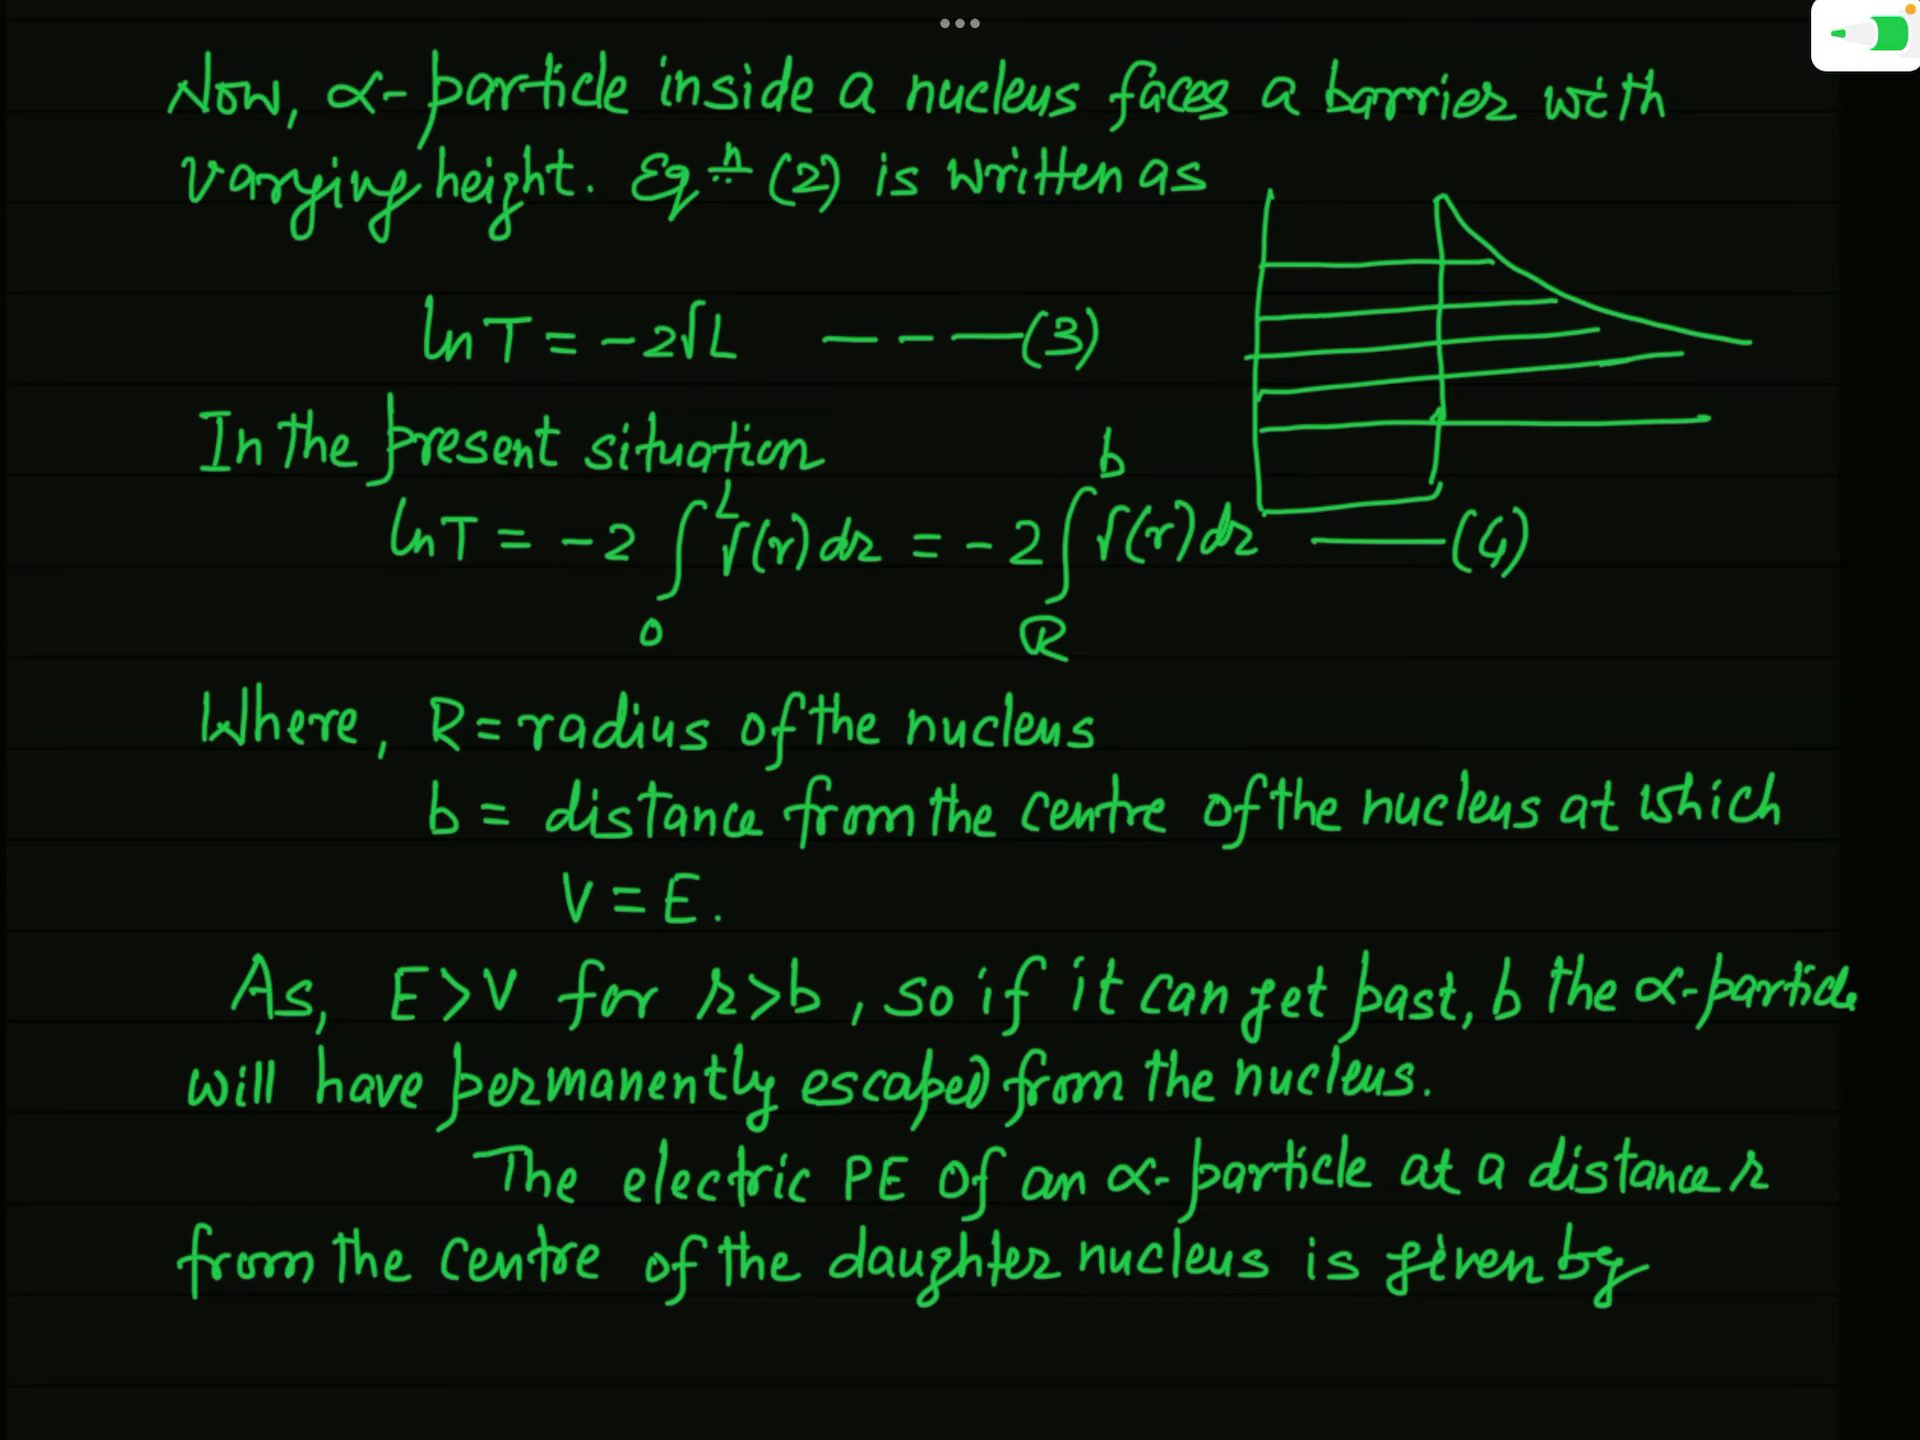 Now, α-particle inside a nucleus faces a barrier with
varying height. Eqⁿ (2) is written as
ln T = -2√L --- (3)
In the present situation
ln T = -2 ∫₀ᴸ √(r) dr = -2 ∫_R^b √(r) dr — (4)
Where, R = radius of the nucleus
b = distance from the centre of the nucleus at which
V = E.
As, E > V for r > b, so if it can get past, b the α-particle
will have permanently escaped from the nucleus.
The electric PE of an α-particle at a distance r
from the centre of the daughter nucleus is given by